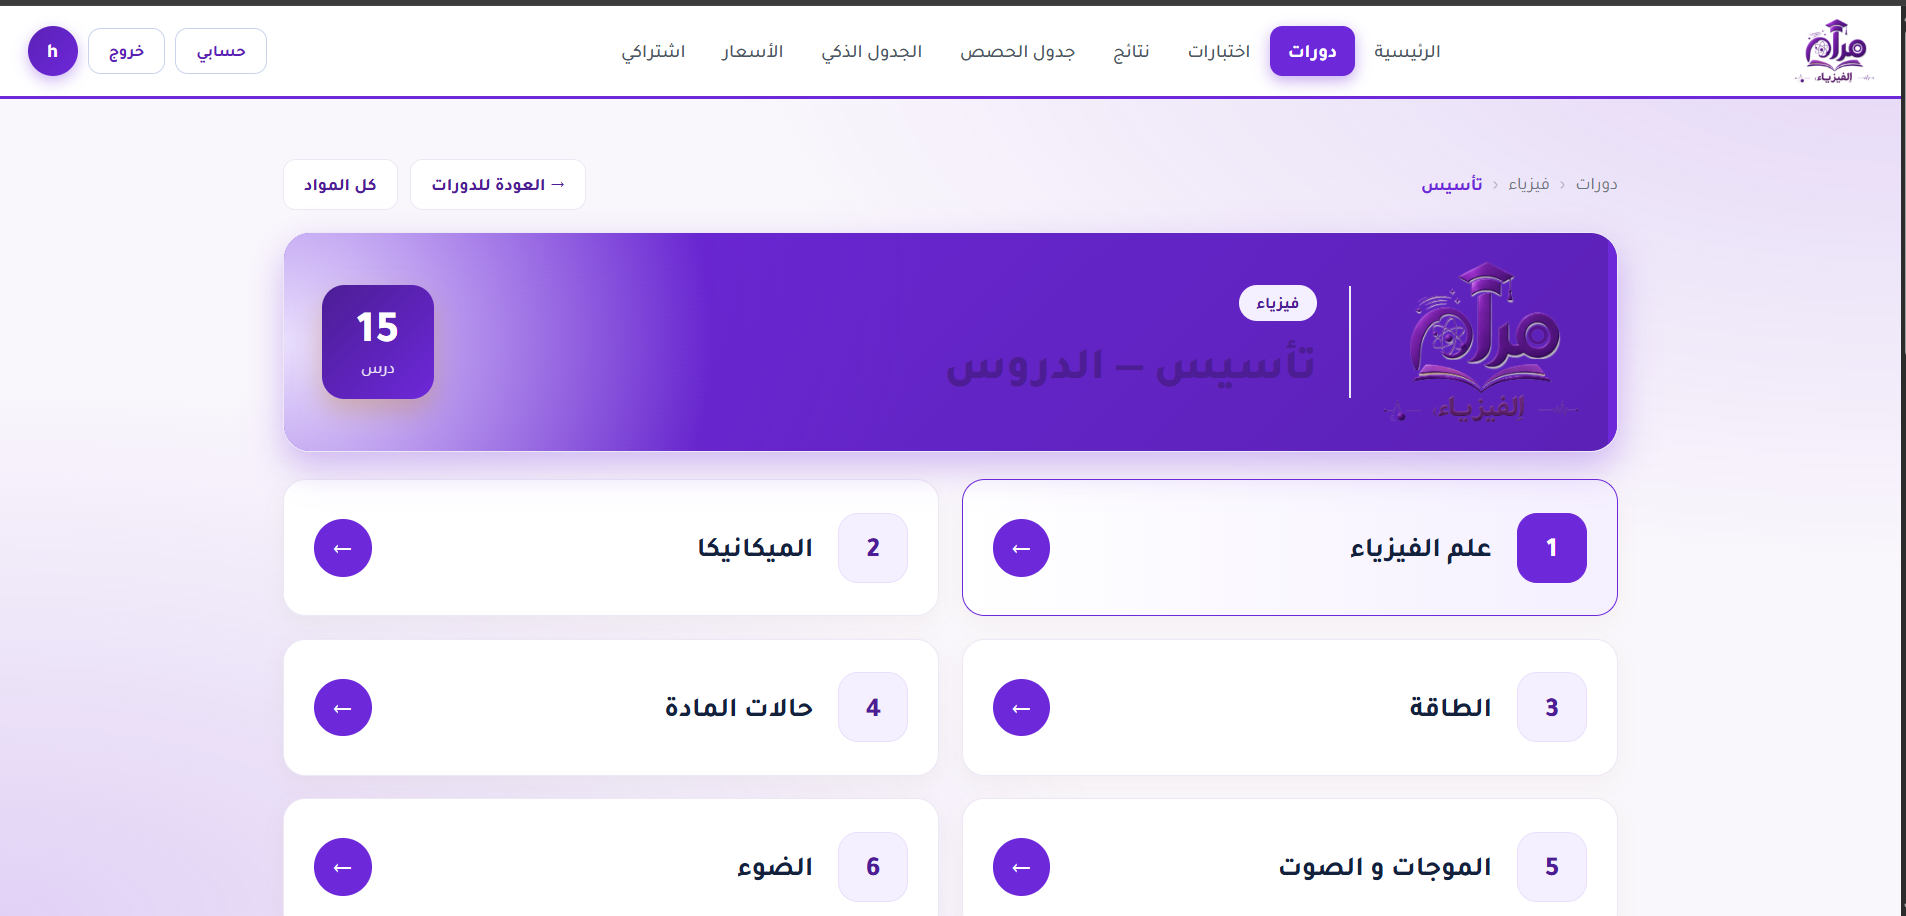 مرآة
الفيزياء
الرئيسية
دورات
اختبارات
نتائج
جدول الحصص
الجدول الذكي
الأسعار
اشتراكي
حسابي
خروج
h
دورات ‹ فيزياء ‹ تأسيس
→ العودة للدورات
كل المواد
مرآة
الفيزياء
فيزياء
تأسيس – الدروس
15
درس
1
علم الفيزياء
←
2
الميكانيكا
←
3
الطاقة
←
4
حالات المادة
←
5
الموجات و الصوت
←
6
الضوء
←